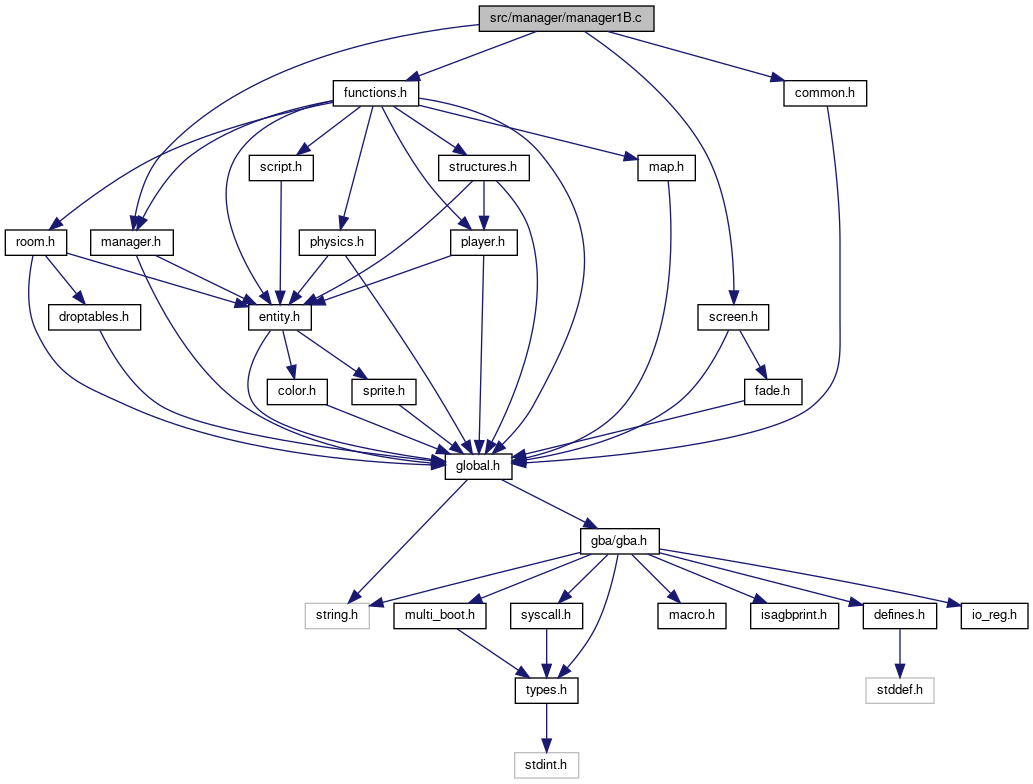 src/manager/manager1B.c
functions.h
common.h
script.h
structures.h
map.h
room.h
manager.h
physics.h
player.h
droptables.h
entity.h
screen.h
color.h
sprite.h
fade.h
global.h
gba/gba.h
string.h
multi_boot.h
syscall.h
macro.h
isagbprint.h
defines.h
io_reg.h
types.h
stddef.h
stdint.h